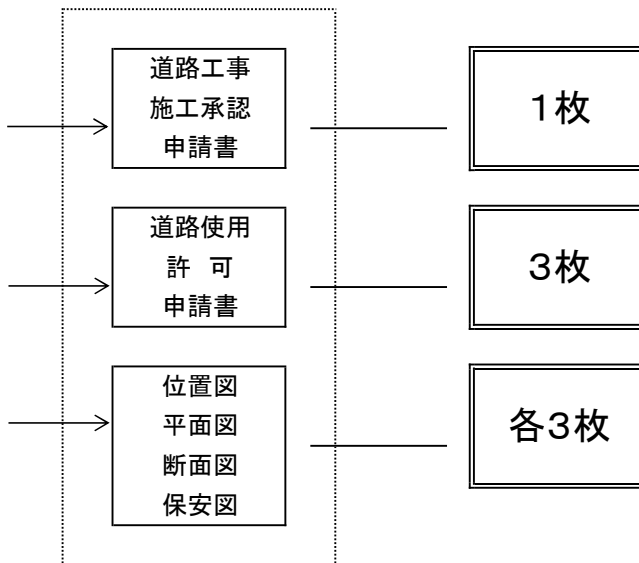 道路工事
施工承認
申請書
1枚
道路使用
許　可
申請書
3枚
位置図
平面図
断面図
保安図
各3枚